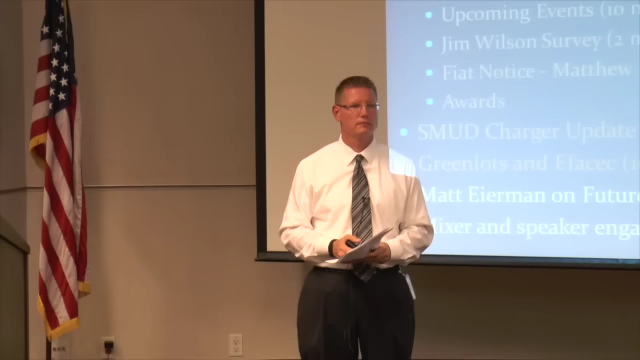 Upcoming Events (10 m
Jim Wilson Survey (2 m
Fiat Notice - Matthew
Awards
SMUD Charger Update
Greenlots and Efacec (1
Matt Eierman on Futur
Mixer and speaker enga